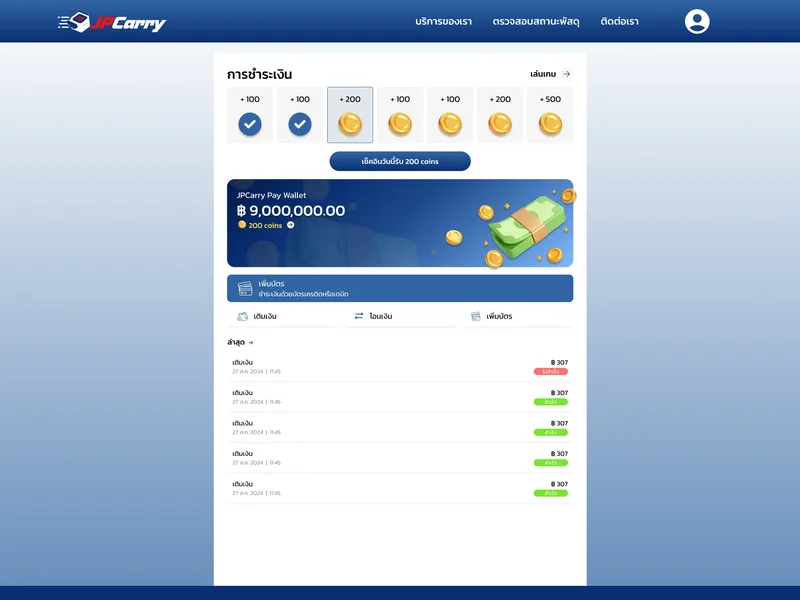 JPCarry
บริการของเรา
ตรวจสอบสถานะพัสดุ
ติดต่อเรา
การชำระเงิน
เล่นเกม
+ 100
+ 100
+ 200
+ 100
+ 100
+ 200
+ 500
เช็คอินวันนี้รับ 200 coins
JPCarry Pay Wallet
฿ 9,000,000.00
200 coins
เพิ่มบัตร
ชำระเงินด้วยบัตรเครดิตหรือเดบิต
เติมเงิน
โอนเงิน
เพิ่มบัตร
ล่าสุด
เติมเงิน
฿ 307
27 ส.ค. 2024 | 11:45
ไม่สำเร็จ
เติมเงิน
฿ 307
27 ส.ค. 2024 | 11:45
สำเร็จ
เติมเงิน
฿ 307
27 ส.ค. 2024 | 11:45
สำเร็จ
เติมเงิน
฿ 307
27 ส.ค. 2024 | 11:45
สำเร็จ
เติมเงิน
฿ 307
27 ส.ค. 2024 | 11:45
สำเร็จ